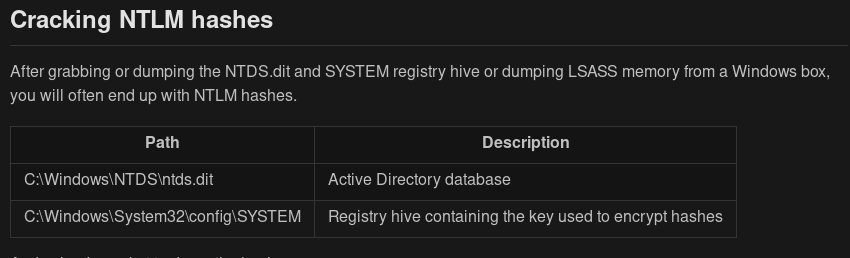 Cracking NTLM hashes
After grabbing or dumping the NTDS.dit and SYSTEM registry hive or dumping LSASS memory from a Windows box,
you will often end up with NTLM hashes.
Path Description
C:\Windows\NTDS\ntds.dit Active Directory database
C:\Windows\System32\config\SYSTEM Registry hive containing the key used to encrypt hashes